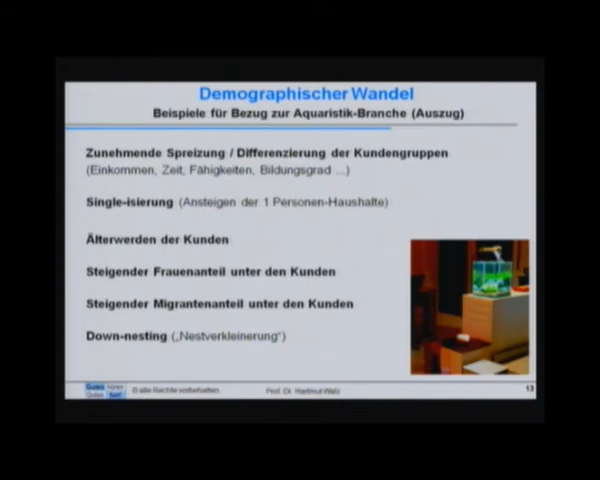 Demographischer Wandel
Beispiele für Bezug zur Aquaristik-Branche (Auszug)
Zunehmende Spreizung / Differenzierung der Kundengruppen
(Einkommen, Zeit, Fähigkeiten, Bildungsgrad ...)
Single-isierung (Ansteigen der 1 Personen-Haushalte)
Älterwerden der Kunden
Steigender Frauenanteil unter den Kunden
Steigender Migrantenanteil unter den Kunden
Down-nesting („Nestverkleinerung“)
Gutes
Gutes
© alle Rechte vorbehalten
Prof. Dr. Hartmut Walz
13